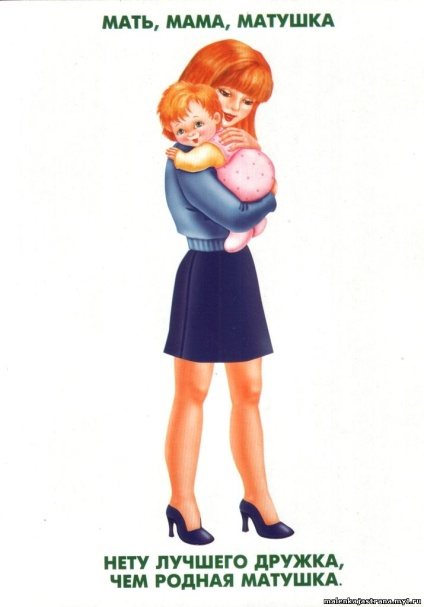 МАТЬ, МАМА, МАТУШКА
НЕТУ ЛУЧШЕГО ДРУЖКА,
ЧЕМ РОДНАЯ МАТУШКА.
malenkajastrana.my1.ru